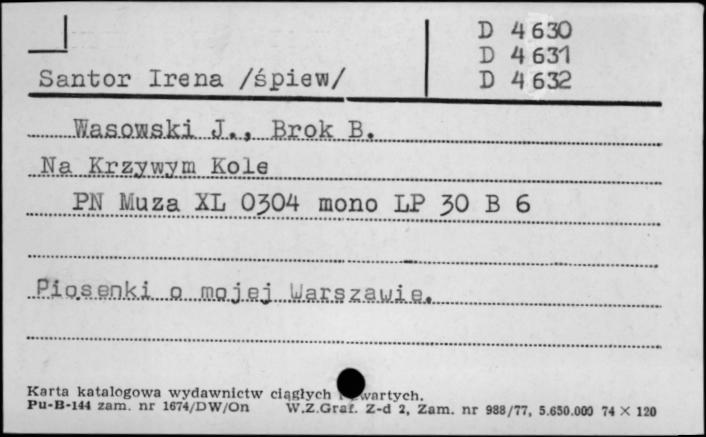 D 4630
D 4631
D 4632
Santor Irena /śpiew/
Wasowski J., Brok B.
Na Krzywym Kole
PN Muza XL 0304 mono LP 30 B 6
Piosenki o mojej Warszawie.
Karta katalogowa wydawnictw ciągłych i zwartych.
Pu-B-144 zam. nr 1674/DW/On W.Z.Graf. Z-d 2, Zam. nr 988/77, 5.650.000 74 × 120